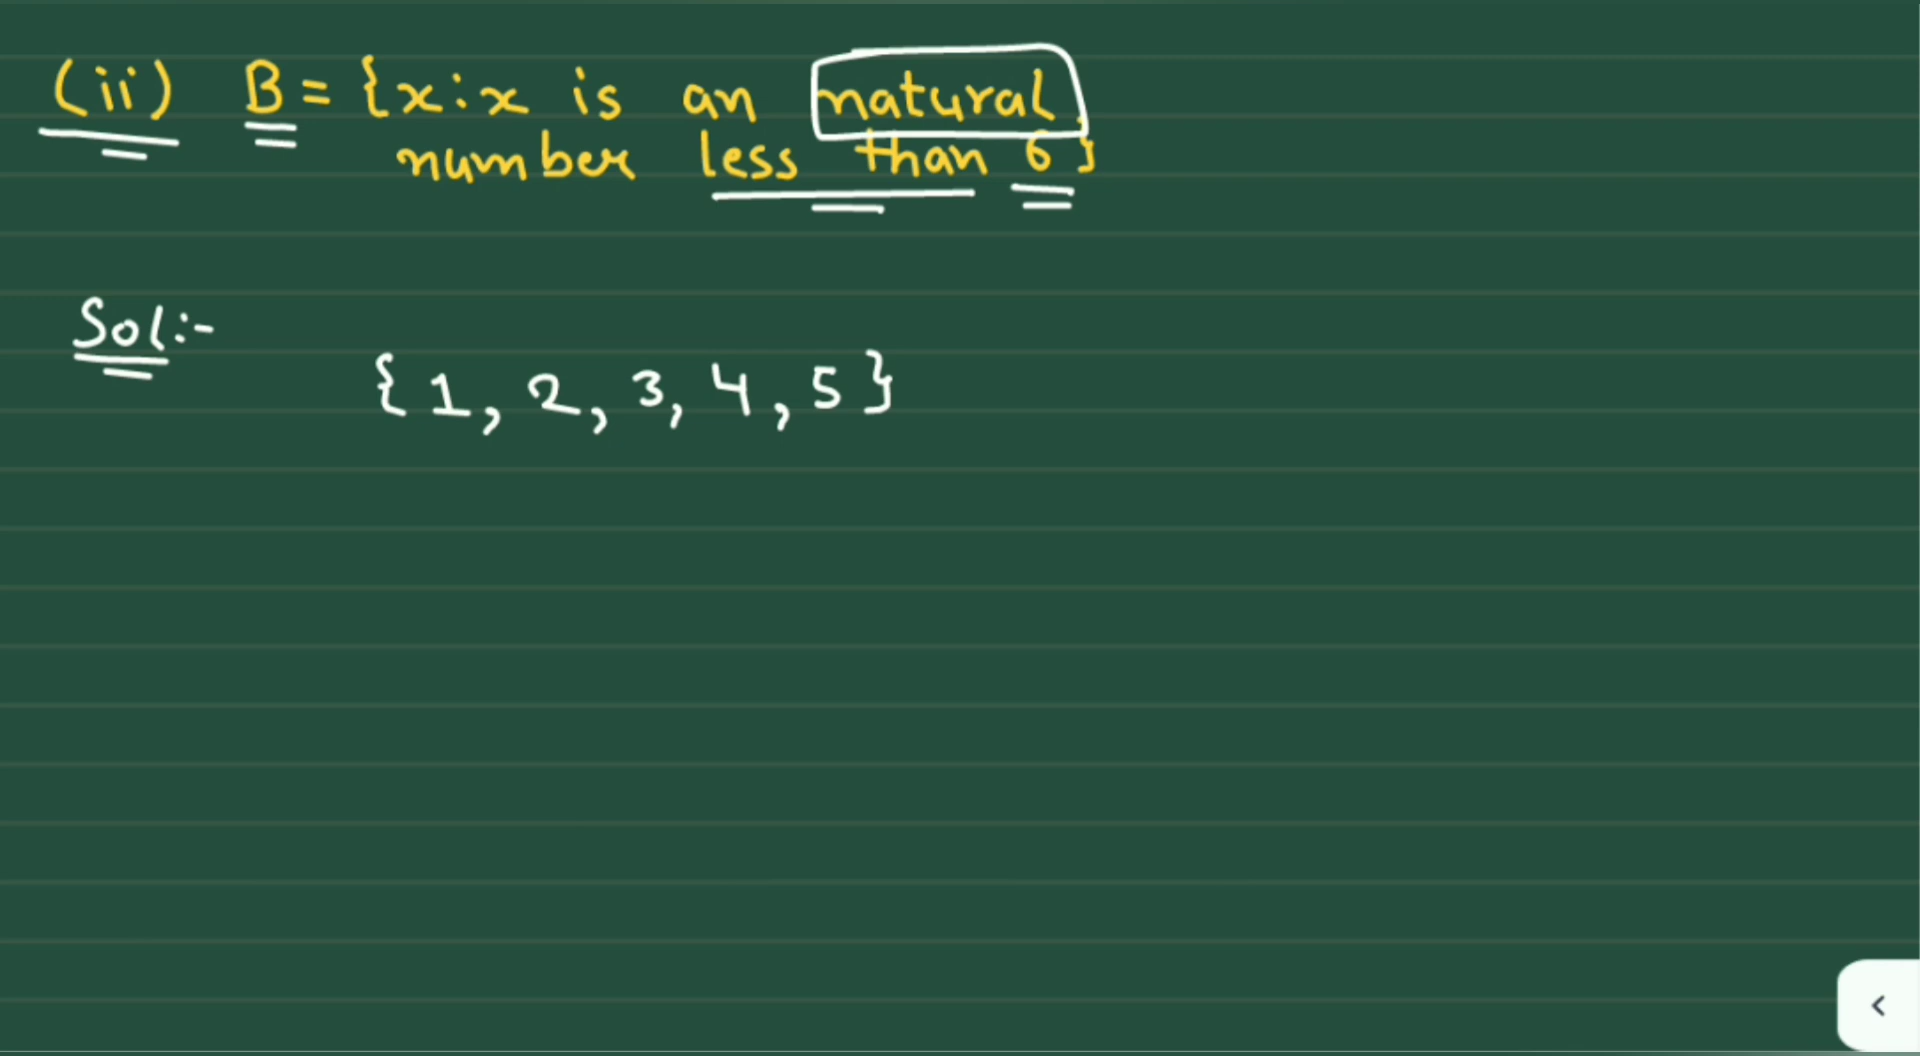 (ii) B = {x:x is an natural
number less than 6}
Sol:-
{1, 2, 3, 4, 5}